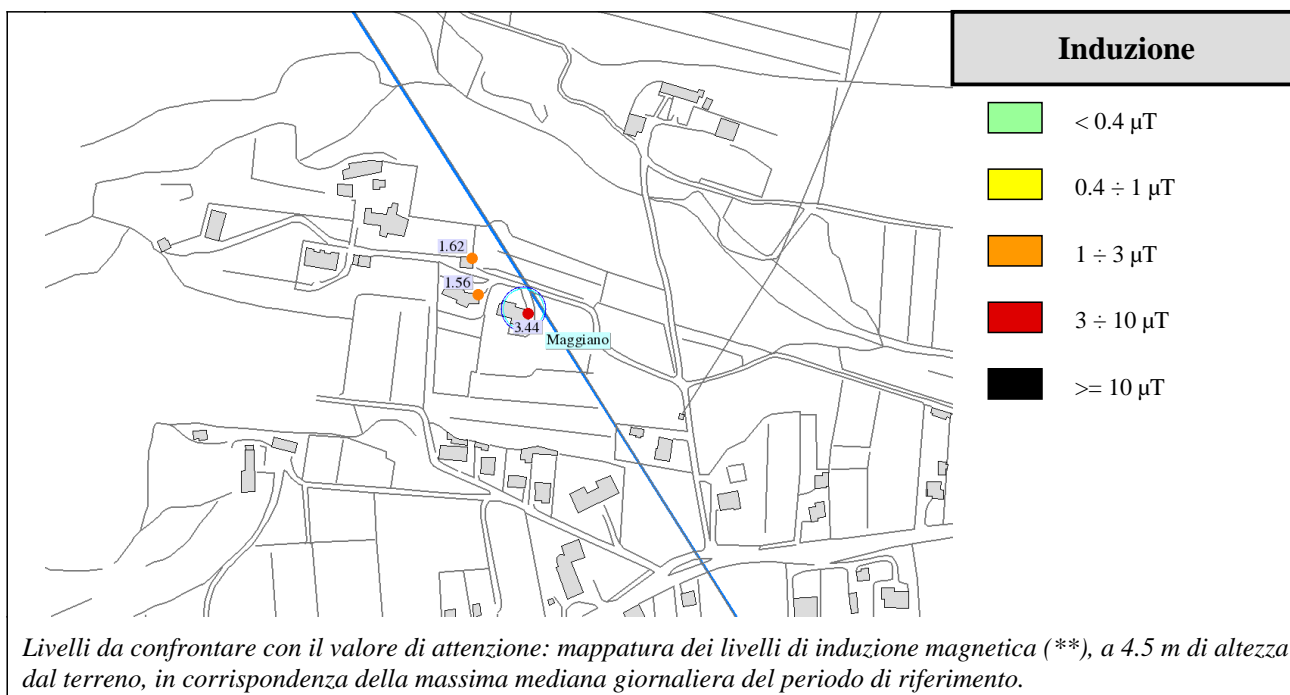 Induzione
< 0.4 µT
0.4 ÷ 1 µT
1 ÷ 3 µT
3 ÷ 10 µT
>= 10 µT
1.62
1.56
3.44
Maggiano
Livelli da confrontare con il valore di attenzione: mappatura dei livelli di induzione magnetica (**), a 4.5 m di altezza
dal terreno, in corrispondenza della massima mediana giornaliera del periodo di riferimento.